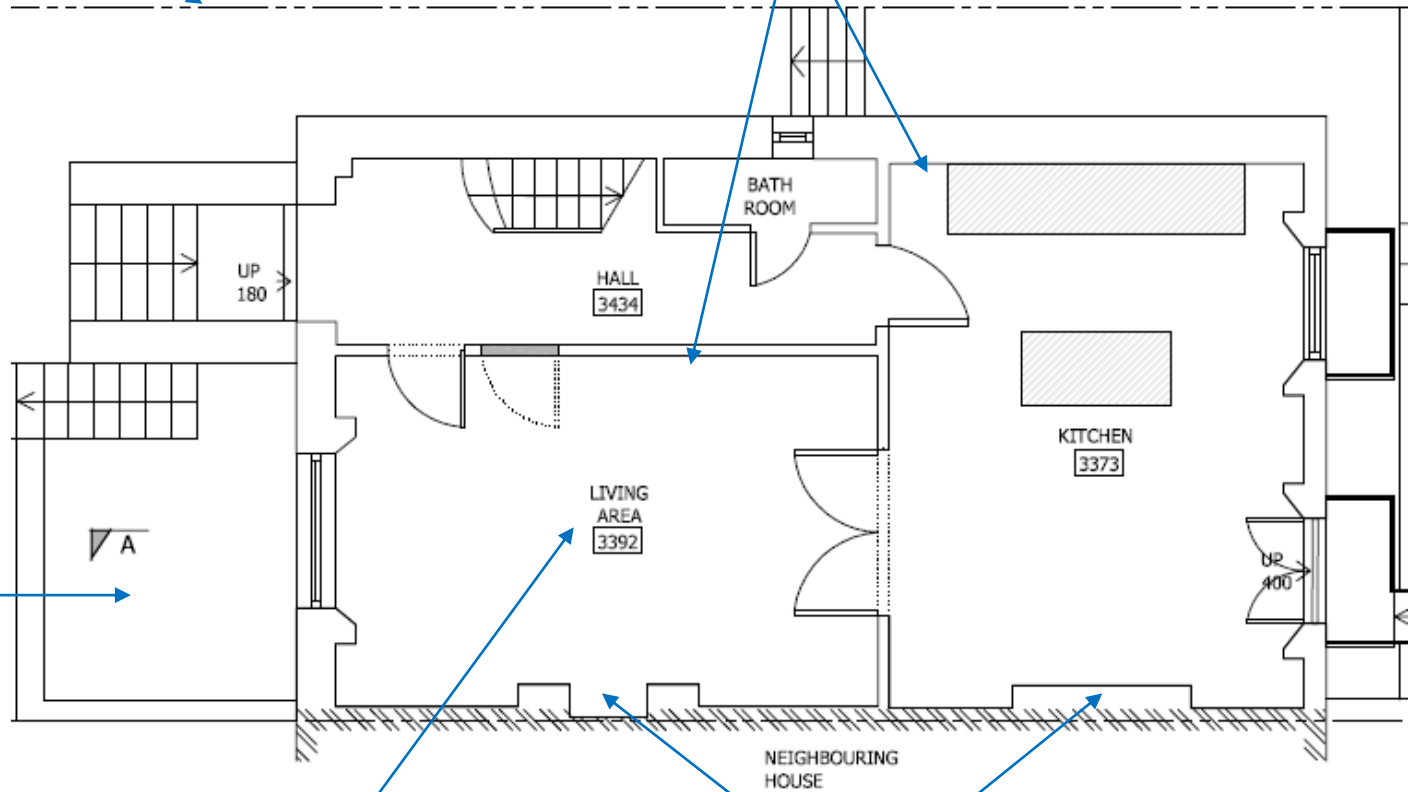 BATH
ROOM
UP
180
HALL
3434
KITCHEN
3373
LIVING
AREA
3392
A
UP
400
NEIGHBOURING
HOUSE